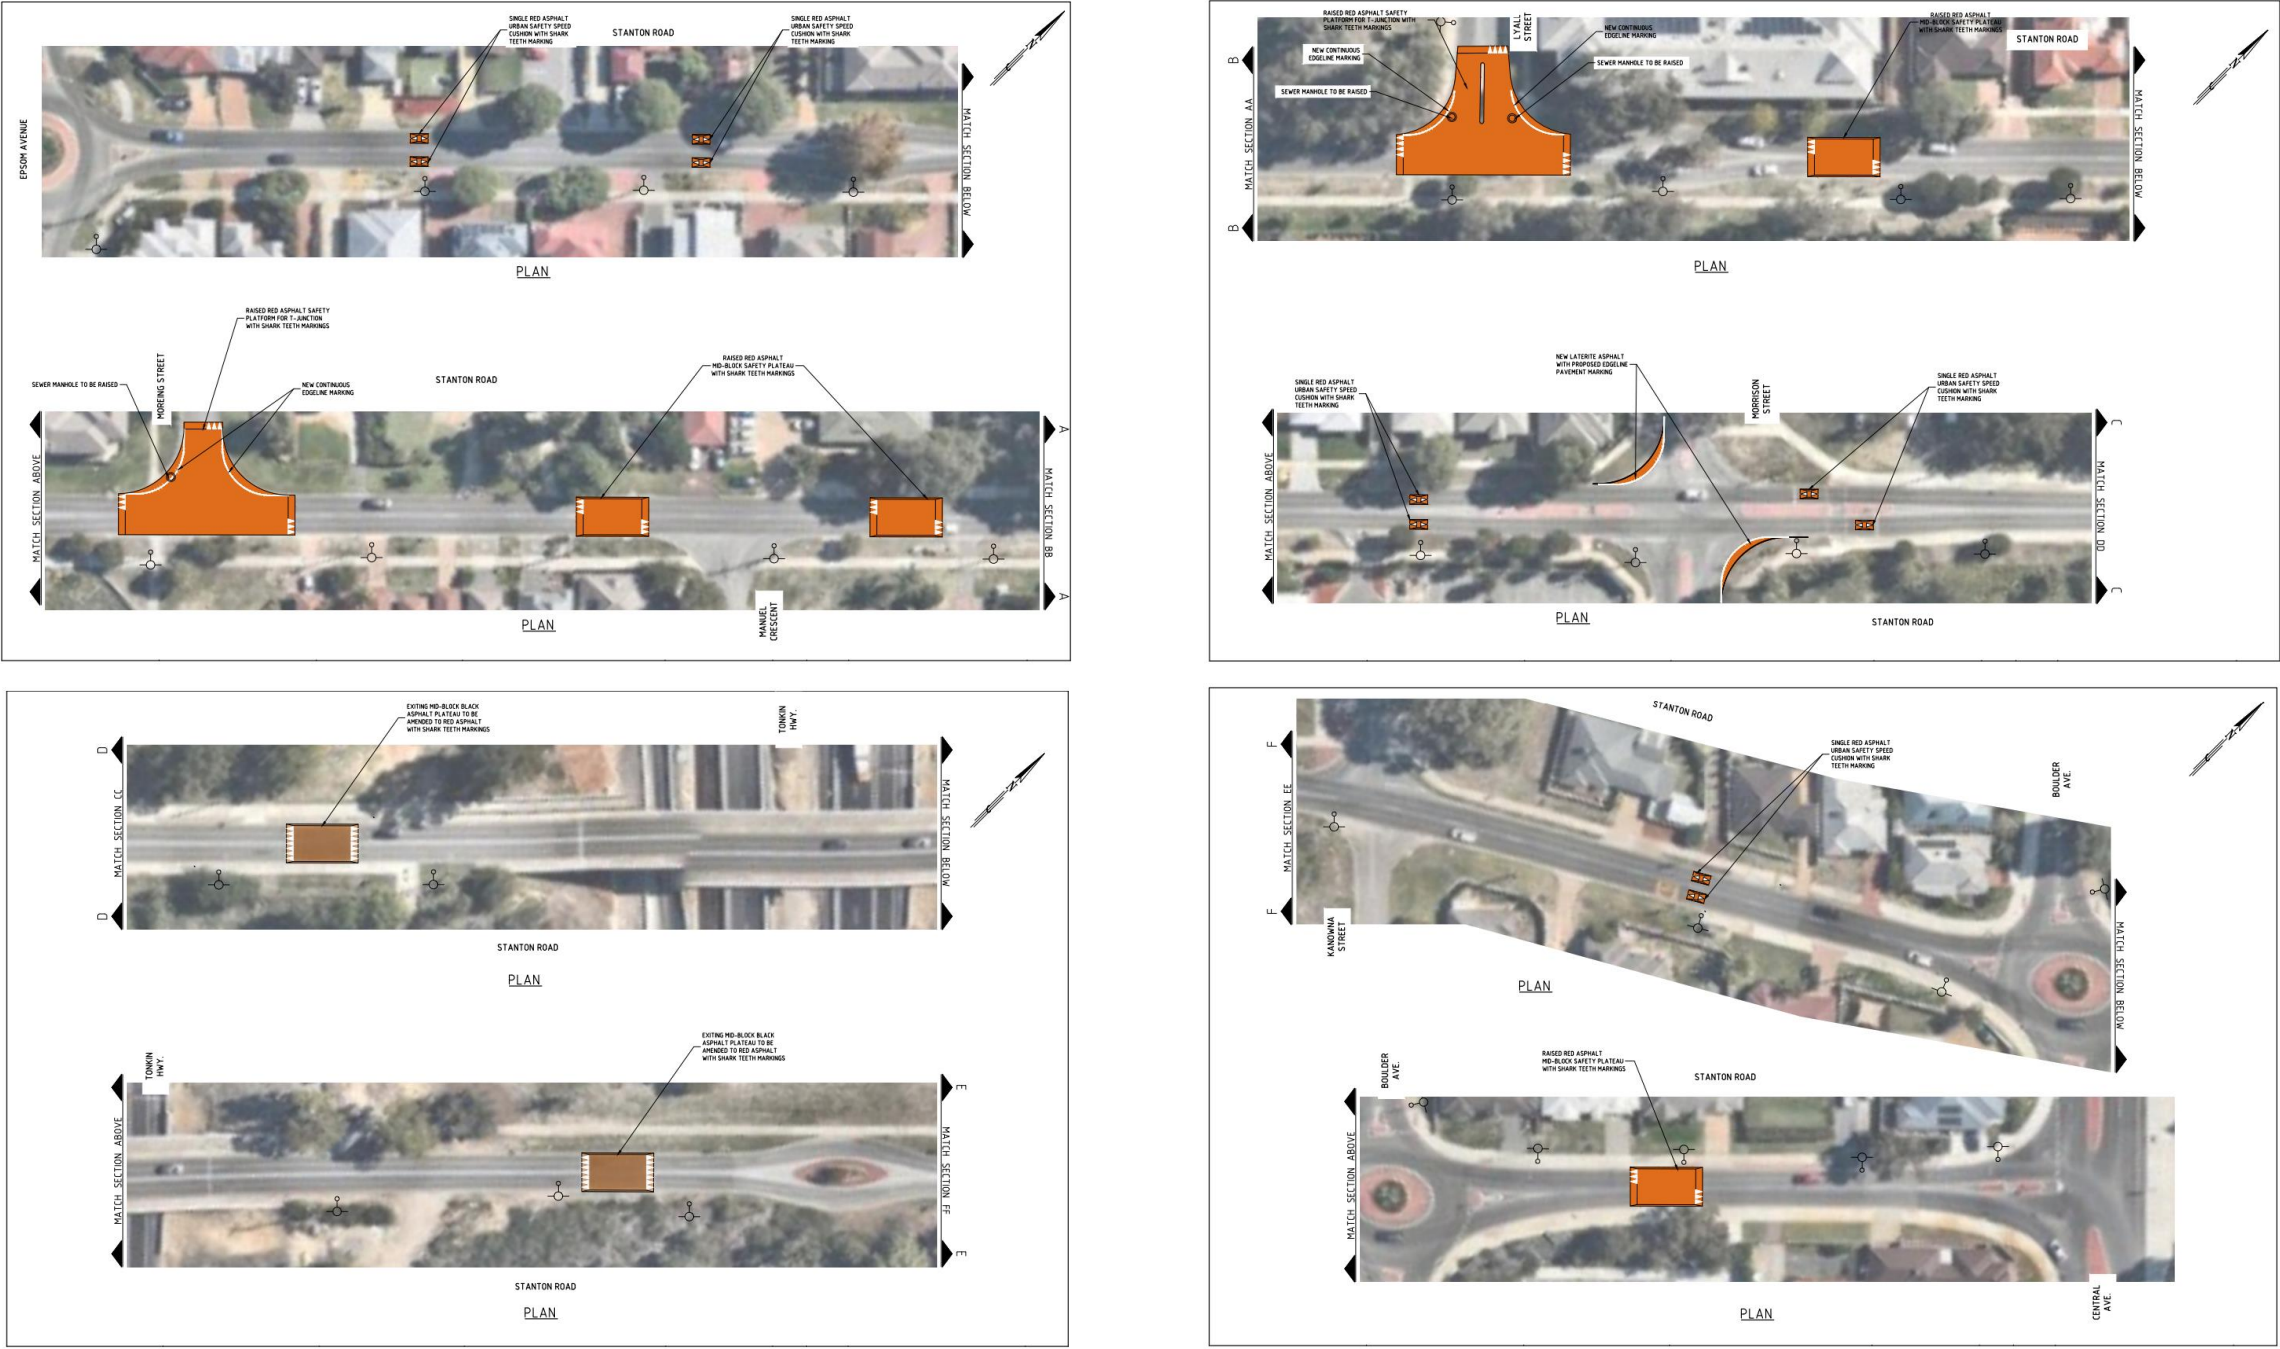 SINGLE RED ASPHALT
URBAN SAFETY SPEED
CUSHION WITH SHARK
TEETH MARKING
STANTON ROAD
SINGLE RED ASPHALT
URBAN SAFETY SPEED
CUSHION WITH SHARK
TEETH MARKING
N
EPSOM AVENUE
MATCH SECTION BELOW
PLAN
RAISED RED ASPHALT SAFETY
PLATFORM FOR T-JUNCTION
WITH SHARK TEETH MARKINGS
SEWER MANHOLE TO BE RAISED
MOREING STREET
NEW CONTINUOUS
EDGELINE MARKING
STANTON ROAD
RAISED RED ASPHALT
MID-BLOCK SAFETY PLATEAU
WITH SHARK TEETH MARKINGS
MATCH SECTION ABOVE
A
MATCH SECTION BB
A
MANUEL
CRESCENT
PLAN
RAISED RED ASPHALT SAFETY
PLATFORM FOR T-JUNCTION WITH
SHARK TEETH MARKINGS
LYALL
STREET
NEW CONTINUOUS
EDGELINE MARKING
NEW CONTINUOUS
EDGELINE MARKING
SEWER MANHOLE TO BE RAISED
SEWER MANHOLE TO BE RAISED
RAISED RED ASPHALT
MID-BLOCK SAFETY PLATEAU
WITH SHARK TEETH MARKINGS
STANTON ROAD
N
B
MATCH SECTION AA
B
MATCH SECTION BELOW
PLAN
SINGLE RED ASPHALT
URBAN SAFETY SPEED
CUSHION WITH SHARK
TEETH MARKING
NEW LATERITE ASPHALT
WITH PROPOSED EDGELINE
PAVEMENT MARKING
MORRISON
STREET
SINGLE RED ASPHALT
URBAN SAFETY SPEED
CUSHION WITH SHARK
TEETH MARKING
MATCH SECTION ABOVE
C
MATCH SECTION DD
C
PLAN
STANTON ROAD
EXITING MID-BLOCK BLACK
ASPHALT PLATEAU TO BE
AMENDED TO RED ASPHALT
WITH SHARK TEETH MARKINGS
TONKIN
HWY.
N
D
MATCH SECTION CC
D
MATCH SECTION BELOW
STANTON ROAD
PLAN
EXITING MID-BLOCK BLACK
ASPHALT PLATEAU TO BE
AMENDED TO RED ASPHALT
WITH SHARK TEETH MARKINGS
TONKIN
HWY.
MATCH SECTION ABOVE
E
MATCH SECTION FF
E
STANTON ROAD
PLAN
STANTON ROAD
SINGLE RED ASPHALT
URBAN SAFETY SPEED
CUSHION WITH SHARK
TEETH MARKING
BOULDER
AVE.
N
F
MATCH SECTION EE
F
KANOWNA
STREET
MATCH SECTION BELOW
PLAN
BOULDER
AVE.
RAISED RED ASPHALT
MID-BLOCK SAFETY PLATEAU
WITH SHARK TEETH MARKINGS
STANTON ROAD
MATCH SECTION ABOVE
CENTRAL
AVE.
PLAN